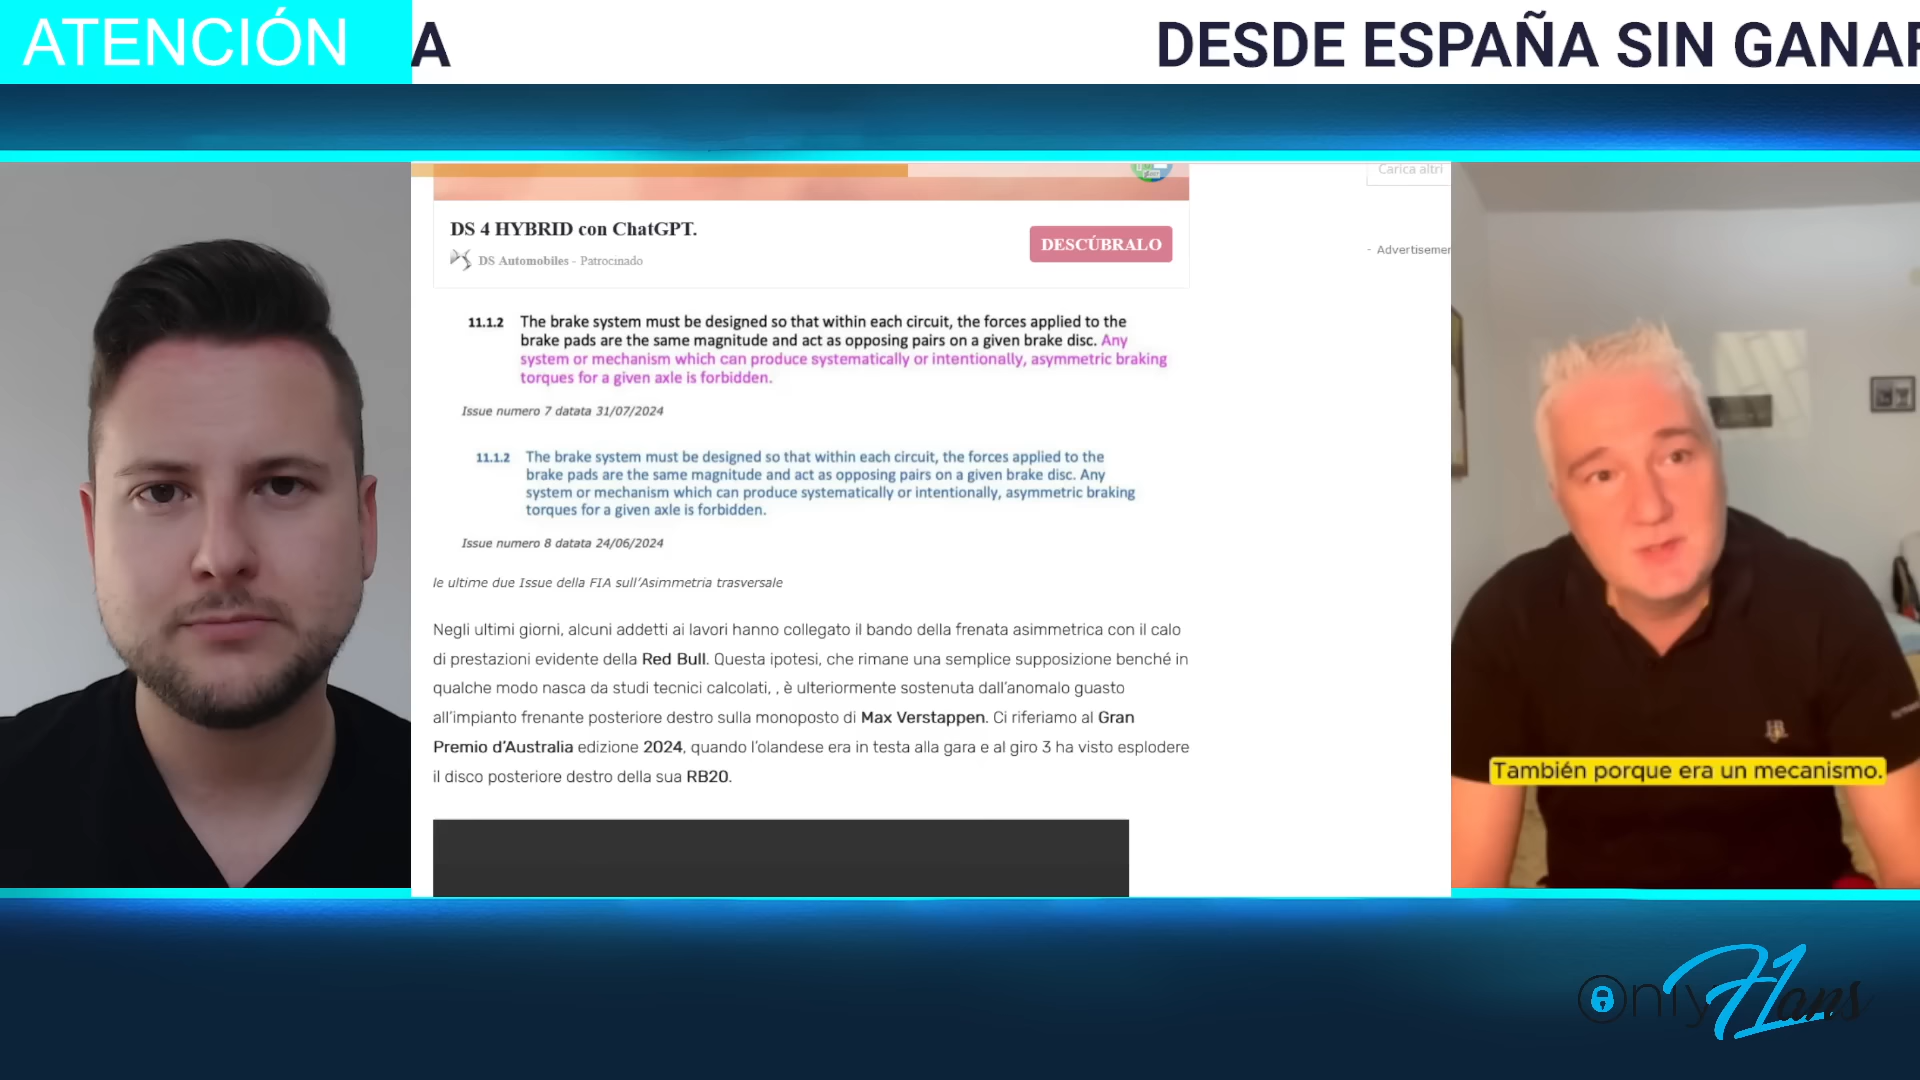 ATENCIÓN
A
DESDE ESPAÑA SIN GANAR
Carica altri
DS 4 HYBRID con ChatGPT.
DS Automobiles - Patrocinado
DESCÚBRALO
- Advertisemen
11.1.2 The brake system must be designed so that within each circuit, the forces applied to the
brake pads are the same magnitude and act as opposing pairs on a given brake disc. Any
system or mechanism which can produce systematically or intentionally, asymmetric braking
torques for a given axle is forbidden.
Issue numero 7 datata 31/07/2024
11.1.2 The brake system must be designed so that within each circuit, the forces applied to the
brake pads are the same magnitude and act as opposing pairs on a given brake disc. Any
system or mechanism which can produce systematically or intentionally, asymmetric braking
torques for a given axle is forbidden.
Issue numero 8 datata 24/06/2024
le ultime due Issue della FIA sull'Asimmetria trasversale
Negli ultimi giorni, alcuni addetti ai lavori hanno collegato il bando della frenata asimmetrica con il calo
di prestazioni evidente della Red Bull. Questa ipotesi, che rimane una semplice supposizione benché in
qualche modo nasca da studi tecnici calcolati, , è ulteriormente sostenuta dall'anomalo guasto
all'impianto frenante posteriore destro sulla monoposto di Max Verstappen. Ci riferiamo al Gran
Premio d'Australia edizione 2024, quando l'olandese era in testa alla gara e al giro 3 ha visto esplodere
il disco posteriore destro della sua RB20.
También porque era un mecanismo.
Only F1ans